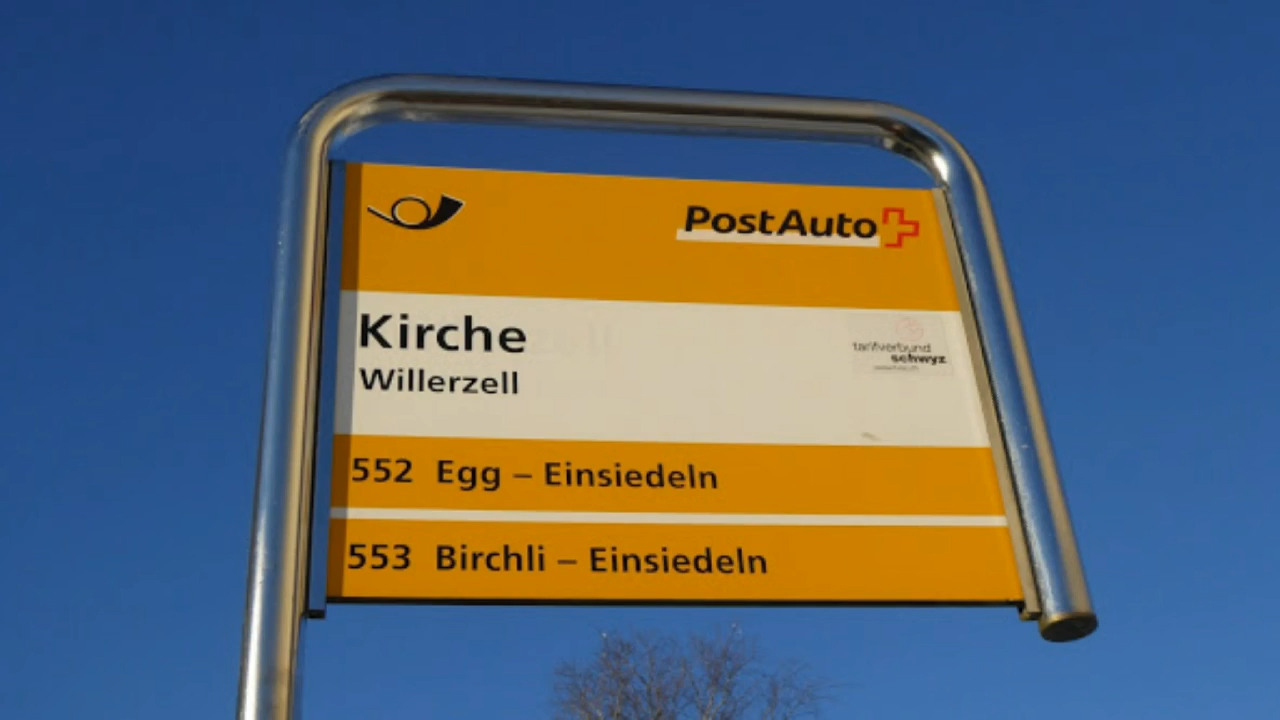 PostAuto
Kirche
Willerzell
tarifverbund
schwyz
552 Egg – Einsiedeln
553 Birchli – Einsiedeln